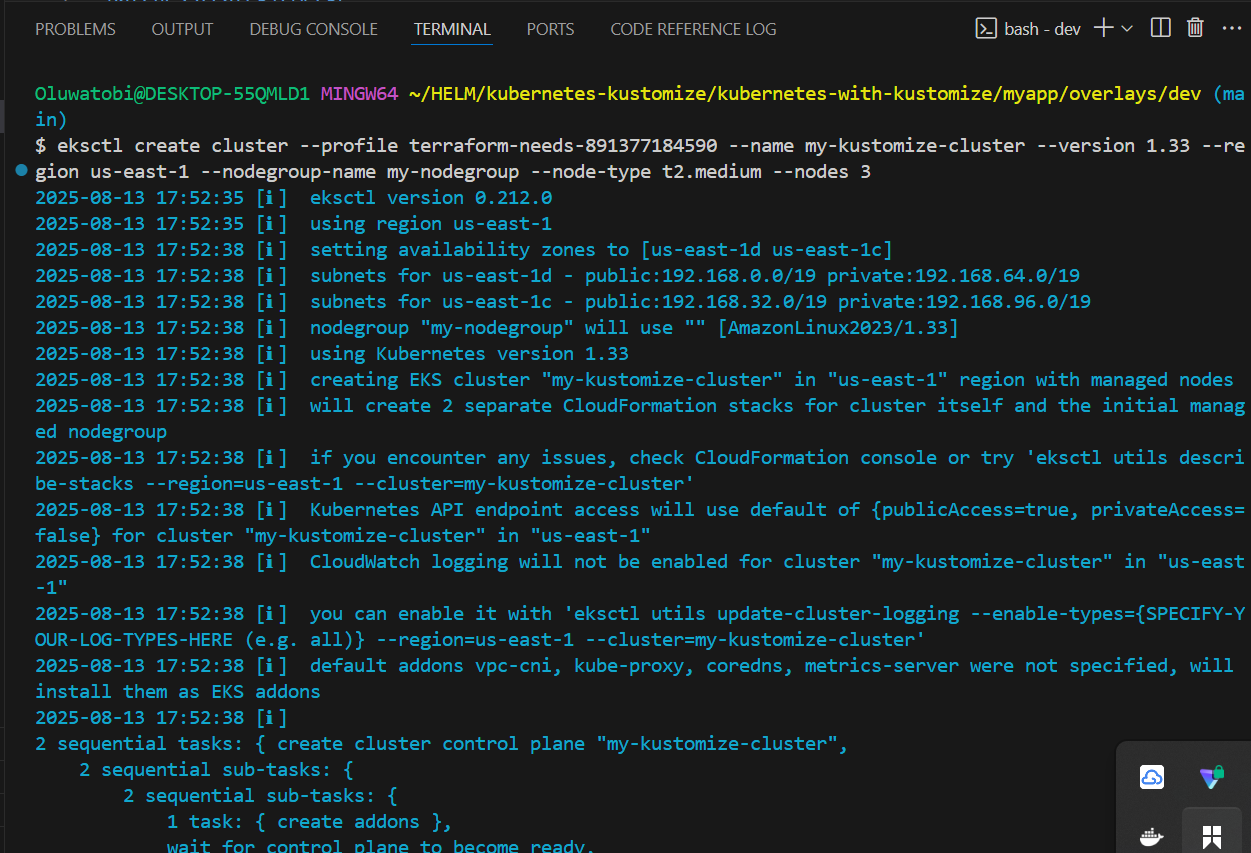 PROBLEMS OUTPUT DEBUG CONSOLE TERMINAL PORTS CODE REFERENCE LOG bash - dev
Oluwatobi@DESKTOP-55QMLD1 MINGW64 ~/HELM/kubernetes-kustomize/kubernetes-with-kustomize/myapp/overlays/dev (ma
in)
$ eksctl create cluster --profile terraform-needs-891377184590 --name my-kustomize-cluster --version 1.33 --re
gion us-east-1 --nodegroup-name my-nodegroup --node-type t2.medium --nodes 3
2025-08-13 17:52:35 [ℹ]  eksctl version 0.212.0
2025-08-13 17:52:35 [ℹ]  using region us-east-1
2025-08-13 17:52:38 [ℹ]  setting availability zones to [us-east-1d us-east-1c]
2025-08-13 17:52:38 [ℹ]  subnets for us-east-1d - public:192.168.0.0/19 private:192.168.64.0/19
2025-08-13 17:52:38 [ℹ]  subnets for us-east-1c - public:192.168.32.0/19 private:192.168.96.0/19
2025-08-13 17:52:38 [ℹ]  nodegroup "my-nodegroup" will use "" [AmazonLinux2023/1.33]
2025-08-13 17:52:38 [ℹ]  using Kubernetes version 1.33
2025-08-13 17:52:38 [ℹ]  creating EKS cluster "my-kustomize-cluster" in "us-east-1" region with managed nodes
2025-08-13 17:52:38 [ℹ]  will create 2 separate CloudFormation stacks for cluster itself and the initial manag
ed nodegroup
2025-08-13 17:52:38 [ℹ]  if you encounter any issues, check CloudFormation console or try 'eksctl utils descri
be-stacks --region=us-east-1 --cluster=my-kustomize-cluster'
2025-08-13 17:52:38 [ℹ]  Kubernetes API endpoint access will use default of {publicAccess=true, privateAccess=
false} for cluster "my-kustomize-cluster" in "us-east-1"
2025-08-13 17:52:38 [ℹ]  CloudWatch logging will not be enabled for cluster "my-kustomize-cluster" in "us-east
-1"
2025-08-13 17:52:38 [ℹ]  you can enable it with 'eksctl utils update-cluster-logging --enable-types={SPECIFY-Y
OUR-LOG-TYPES-HERE (e.g. all)} --region=us-east-1 --cluster=my-kustomize-cluster'
2025-08-13 17:52:38 [ℹ]  default addons vpc-cni, kube-proxy, coredns, metrics-server were not specified, will
install them as EKS addons
2025-08-13 17:52:38 [ℹ]
2 sequential tasks: { create cluster control plane "my-kustomize-cluster",
    2 sequential sub-tasks: {
        2 sequential sub-tasks: {
            1 task: { create addons },
            wait for control plane to become ready,